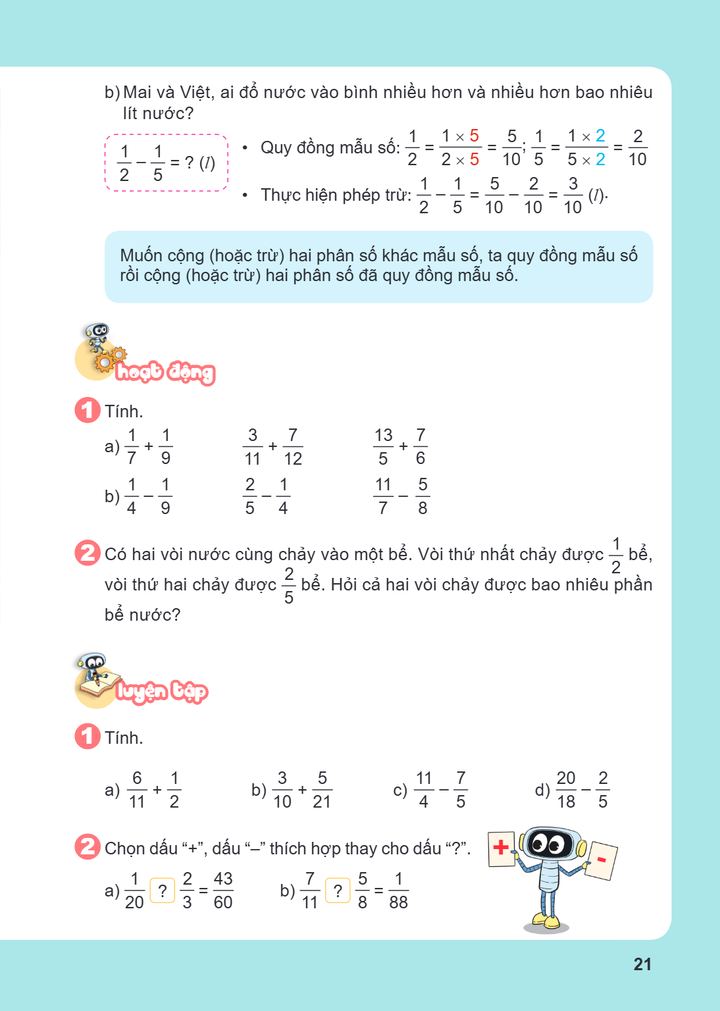 b) Mai và Việt, ai đổ nước vào bình nhiều hơn và nhiều hơn bao nhiêu
lít nước?
1/2 – 1/5 = ? (l)
• Quy đồng mẫu số: 1/2 = 1 × 5/2 × 5 = 5/10; 1/5 = 1 × 2/5 × 2 = 2/10
• Thực hiện phép trừ: 1/2 – 1/5 = 5/10 – 2/10 = 3/10 (l).
Muốn cộng (hoặc trừ) hai phân số khác mẫu số, ta quy đồng mẫu số
rồi cộng (hoặc trừ) hai phân số đã quy đồng mẫu số.
hoạt động
1 Tính.
a) 1/7 + 1/9 3/11 + 7/12 13/5 + 7/6
b) 1/4 – 1/9 2/5 – 1/4 11/7 – 5/8
2 Có hai vòi nước cùng chảy vào một bể. Vòi thứ nhất chảy được 1/2 bể,
vòi thứ hai chảy được 2/5 bể. Hỏi cả hai vòi chảy được bao nhiêu phần
bể nước?
luyện tập
1 Tính.
a) 6/11 + 1/2 b) 3/10 + 5/21 c) 11/4 – 7/5 d) 20/18 – 2/5
2 Chọn dấu “+”, dấu “–” thích hợp thay cho dấu “?”.
+ -
a) 1/20 ? 2/3 = 43/60 b) 7/11 ? 5/8 = 1/88
21